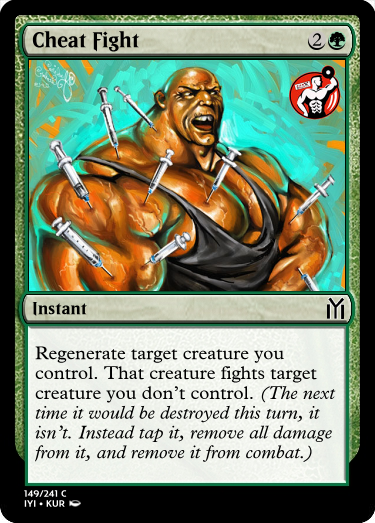 Cheat Fight 2
Instant
Regenerate target creature you
control. That creature fights target
creature you don't control. (The next
time it would be destroyed this turn, it
isn't. Instead tap it, remove all damage
from it, and remove it from combat.)
149/241 C
IYI • KUR